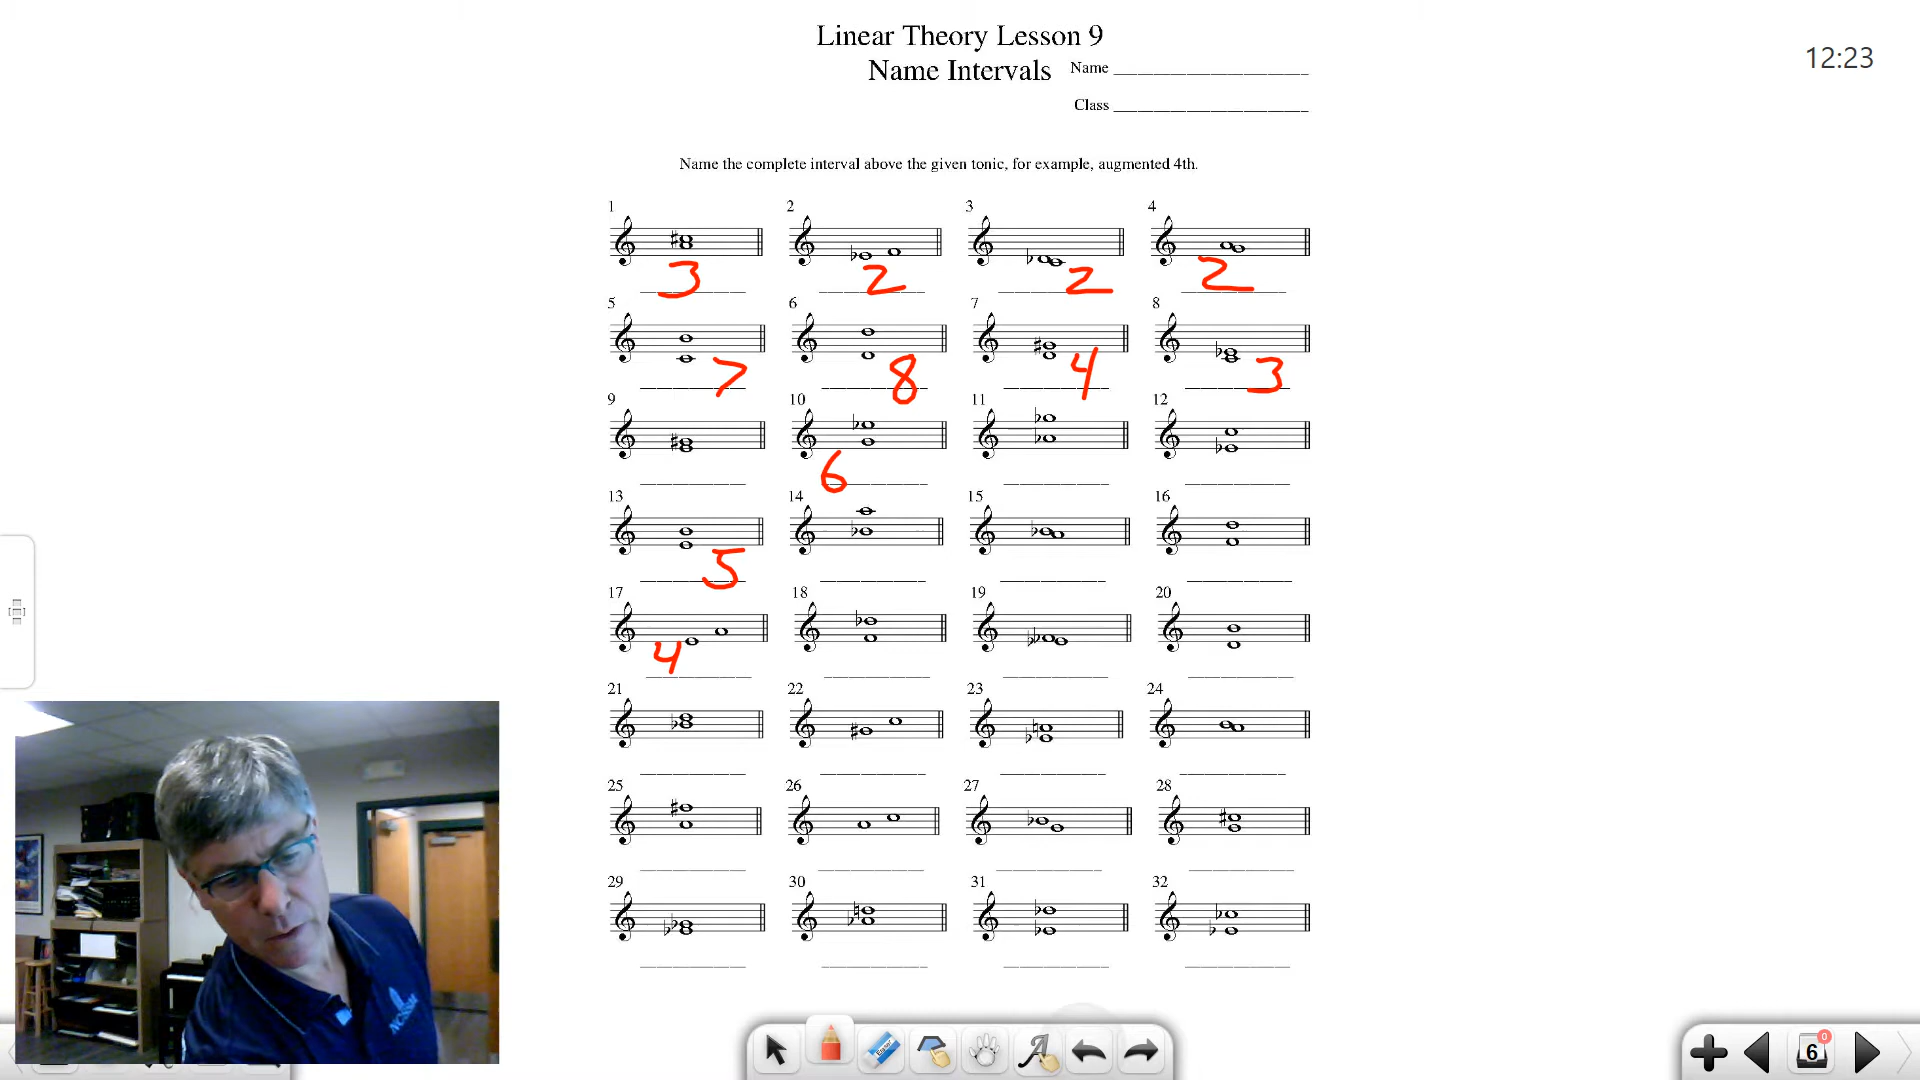 Linear Theory Lesson 9
12:23
Name Intervals Name
Class
Name the complete interval above the given tonic, for example, augmented 4th.
1 2 3 4
3 2 2 2
5 6 7 8
7 8 4 3
9 10 11 12
6
13 14 15 16
5
17 18 19 20
4
21 22 23 24
25 26 27 28
29 30 31 32
NCSSM
Eraser
A
6
0